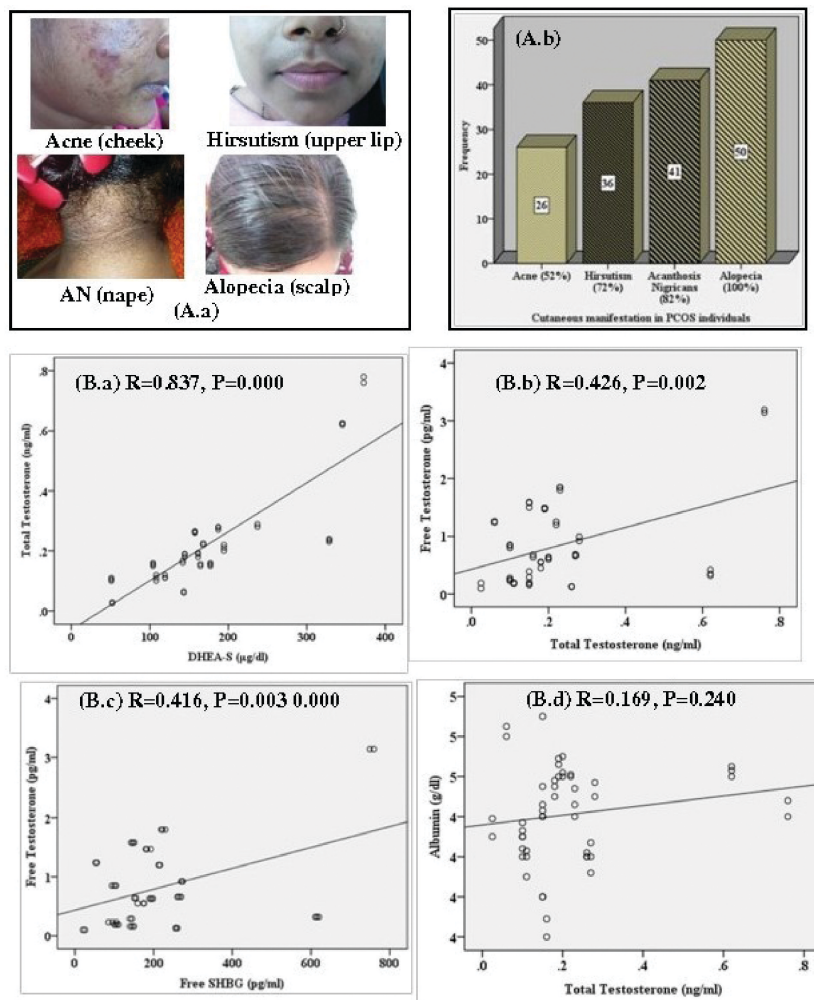 Acne (cheek)
Hirsutism (upper lip)
AN (nape)
Alopecia (scalp)
(A.a)
(A.b)
Frequency
50
40
30
20
10
0
26
36
41
50
Acne (52%)
Hirsutism
(72%)
Acanthosis
Nigricans
(82%)
Alopecia
(100%)
Cutaneous manifestation in PCOS individuals
(B.a) R=0.837, P=0.000
Total Testosterone (ng/ml)
.8
.6
.4
.2
.0
0
100
200
300
400
DHEA-S (µg/dl)
(B.b) R=0.426, P=0.002
Free Testosterone (pg/ml)
4
3
2
1
0
.0
.2
.4
.6
.8
Total Testosterone (ng/ml)
(B.c) R=0.416, P=0.003 0.000
Free Testosterone (pg/ml)
4
3
2
1
0
0
200
400
600
800
Free SHBG (pg/ml)
(B.d) R=0.169, P=0.240
Albumin (g/dl)
5
5
5
4
4
4
4
.0
.2
.4
.6
.8
Total Testosterone (ng/ml)